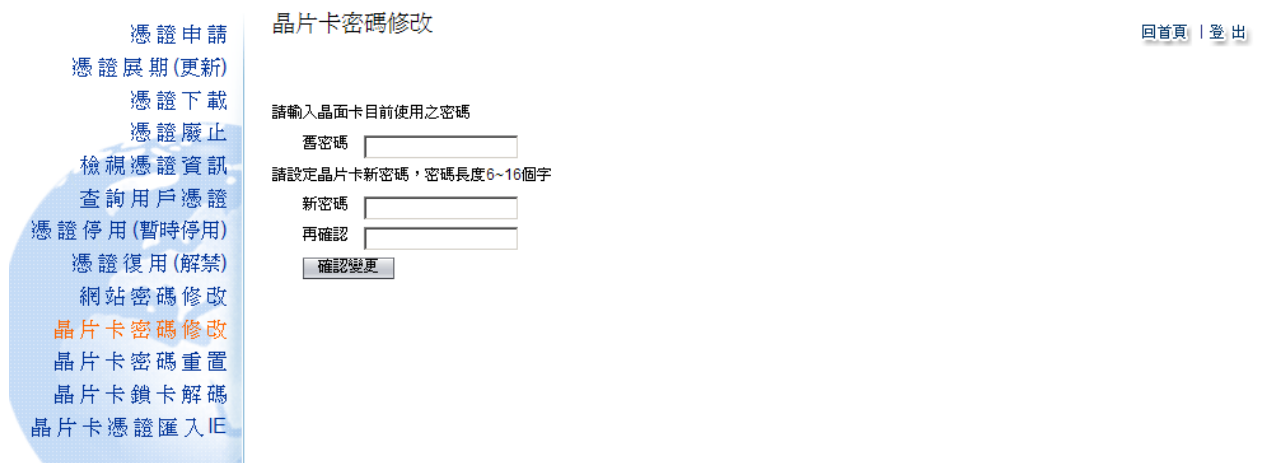 憑證申請
憑證展期(更新)
憑證下載
憑證廢止
檢視憑證資訊
查詢用戶憑證
憑證停用(暫時停用)
憑證復用(解禁)
網站密碼修改
晶片卡密碼修改
晶片卡密碼重置
晶片卡鎖卡解碼
晶片卡憑證匯入IE
晶片卡密碼修改
回首頁 | 登出
請輸入晶面卡目前使用之密碼
舊密碼
請設定晶片卡新密碼，密碼長度6~16個字
新密碼
再確認
確認變更